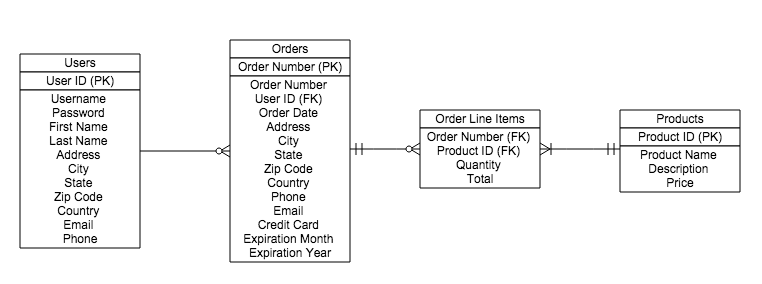 Users
User ID (PK)
Username
Password
First Name
Last Name
Address
City
State
Zip Code
Country
Email
Phone
Orders
Order Number (PK)
Order Number
User ID (FK)
Order Date
Address
City
State
Zip Code
Country
Phone
Email
Credit Card
Expiration Month
Expiration Year
Order Line Items
Order Number (FK)
Product ID (FK)
Quantity
Total
Products
Product ID (PK)
Product Name
Description
Price